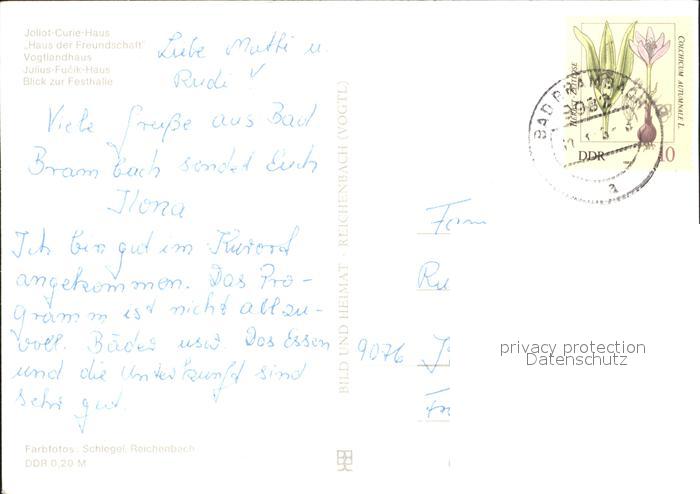 Joliot-Curie-Haus
„Haus der Freundschaft"
Vogtlandhaus
Julius-Fučik-Haus
Blick zur Festhalle
Liebe Mutti u.
Rudi
Viele Grüße aus Bad
Brambach sendet Euch
Ilona
Ich bin gut im Kurort
angekommen. Das Pro-
gramm ist nicht allzu-
voll. Bäder usw. Das Essen
und die Unterkunft sind
sehr gut.
Farbfotos: Schlegel, Reichenbach
DDR 0,20 M
BILD UND HEIMAT · REICHENBACH (VOGTL)
COLCHICUM AUTUMNALE L.
DDR
10
BAD BRAMBACH
a
Fam
Ru
9076
privacy protection
Datenschutz